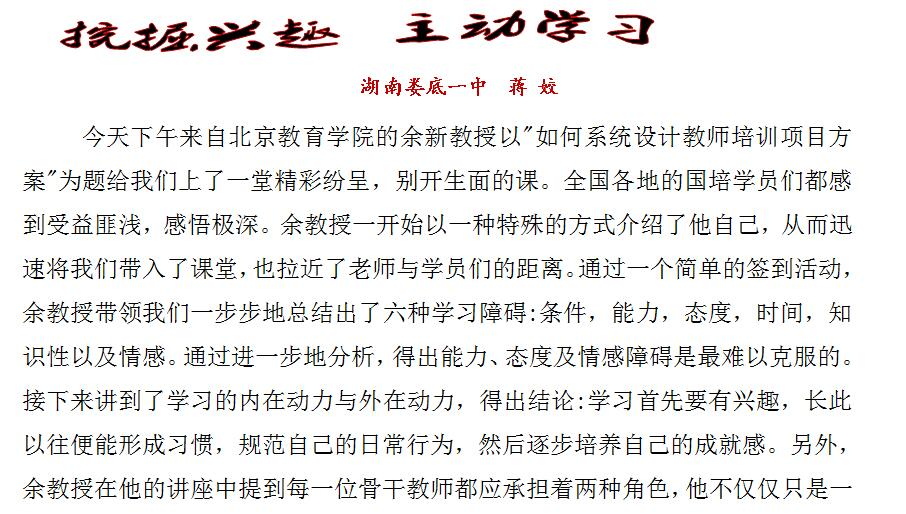 挖掘兴趣 主动学习
湖南娄底一中 蒋 姣
今天下午来自北京教育学院的余新教授以"如何系统设计教师培训项目方
案"为题给我们上了一堂精彩纷呈，别开生面的课。全国各地的国培学员们都感
到受益匪浅，感悟极深。余教授一开始以一种特殊的方式介绍了他自己，从而迅
速将我们带入了课堂，也拉近了老师与学员们的距离。通过一个简单的签到活动，
余教授带领我们一步步地总结出了六种学习障碍:条件，能力，态度，时间，知
识性以及情感。通过进一步地分析，得出能力、态度及情感障碍是最难以克服的。
接下来讲到了学习的内在动力与外在动力，得出结论:学习首先要有兴趣，长此
以往便能形成习惯，规范自己的日常行为，然后逐步培养自己的成就感。另外，
余教授在他的讲座中提到每一位骨干教师都应承担着两种角色，他不仅仅只是一